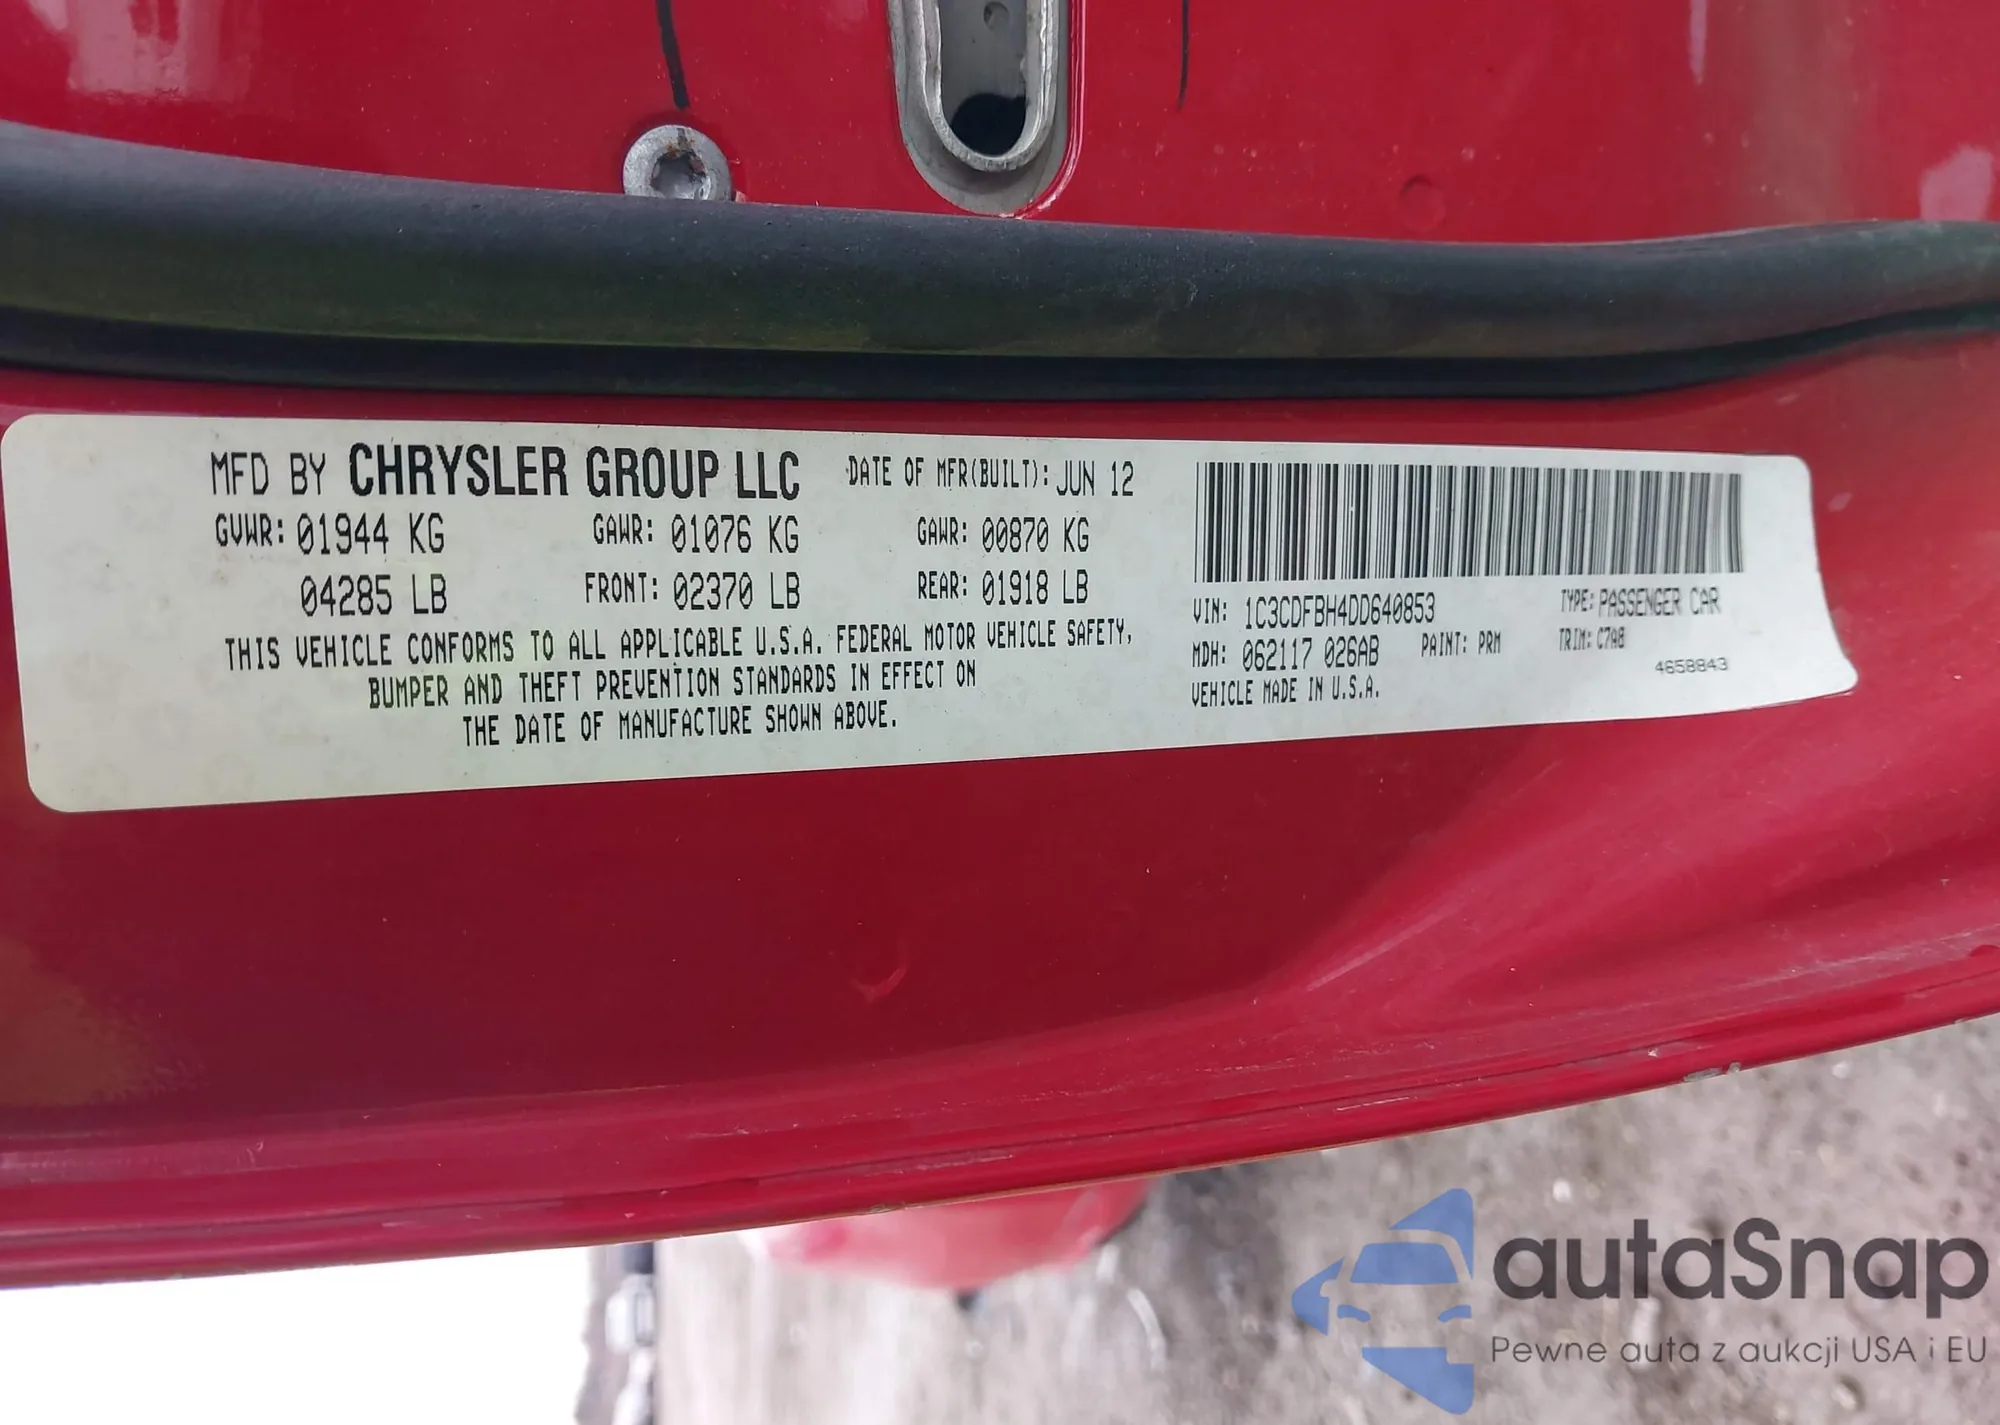 MFD BY CHRYSLER GROUP LLC DATE OF MFR(BUILT): JUN 12
GVWR: 01944 KG GAWR: 01076 KG GAWR: 00870 KG
04285 LB FRONT: 02370 LB REAR: 01918 LB
THIS VEHICLE CONFORMS TO ALL APPLICABLE U.S.A. FEDERAL MOTOR VEHICLE SAFETY,
BUMPER AND THEFT PREVENTION STANDARDS IN EFFECT ON
THE DATE OF MANUFACTURE SHOWN ABOVE.
VIN: 1C3CDFBH4DD640853 TYPE: PASSENGER CAR
MDH: 062117 026AB PAINT: PRM TRIM: C7A8
VEHICLE MADE IN U.S.A. 4658843
autoSnap
Pewne auta z aukcji USA i EU